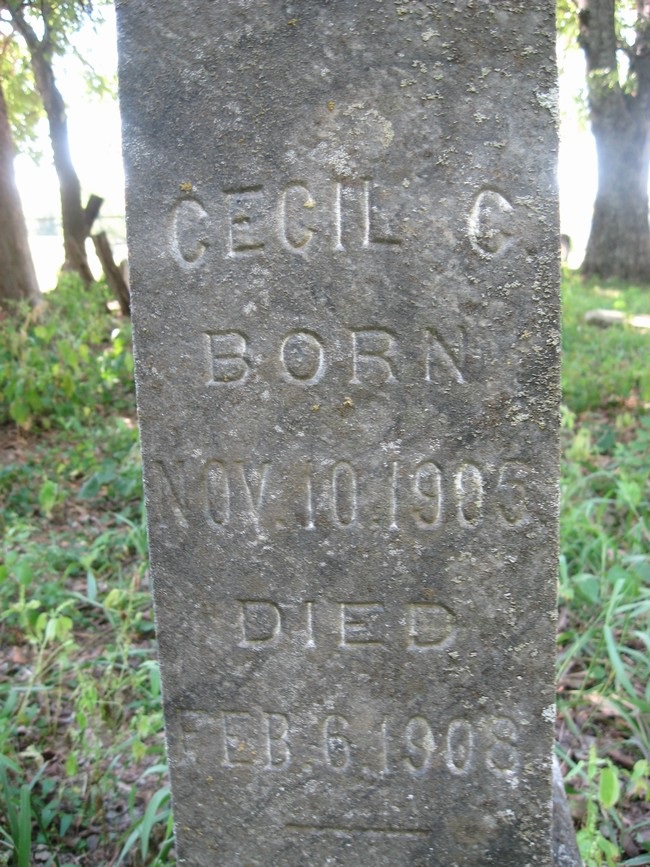 CECIL C.
BORN
NOV. 10. 1905
DIED
FEB. 6. 1908